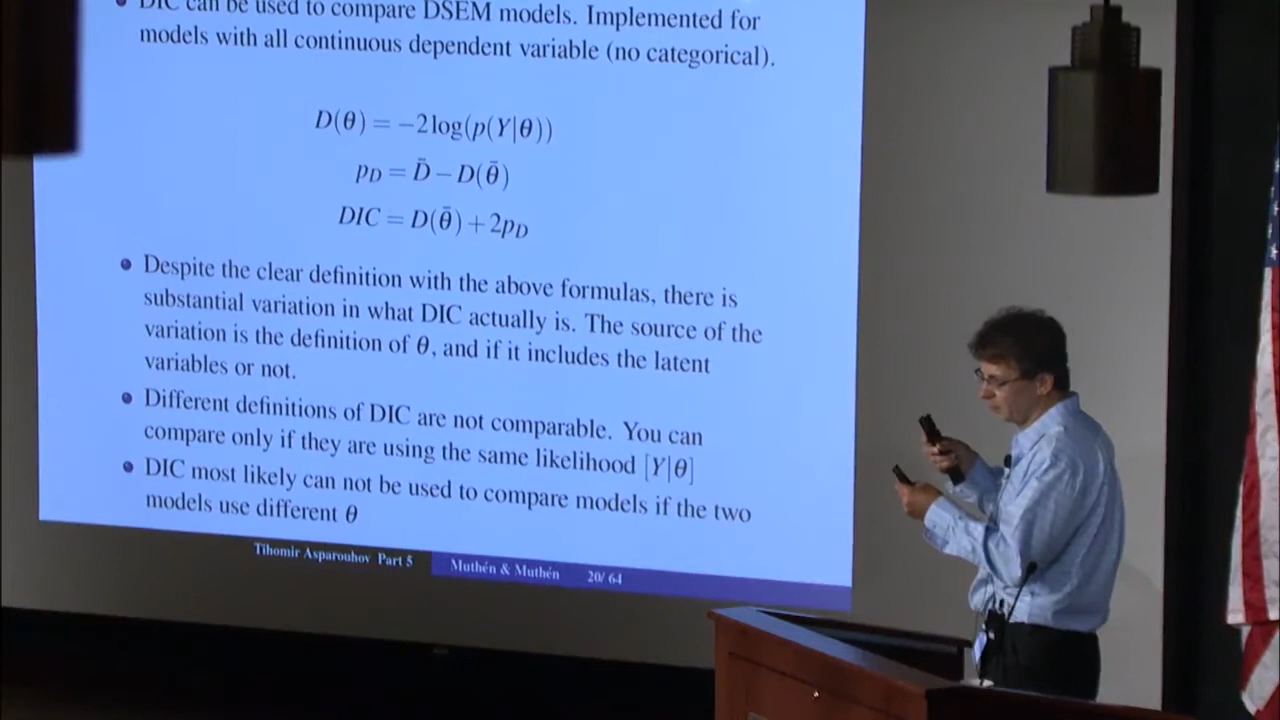 DIC can be used to compare DSEM models. Implemented for
models with all continuous dependent variable (no categorical).
D(θ) = −2log(p(Y|θ))
p_D = D̄ − D(θ̄)
DIC = D(θ̄) + 2p_D
Despite the clear definition with the above formulas, there is
substantial variation in what DIC actually is. The source of the
variation is the definition of θ, and if it includes the latent
variables or not.
Different definitions of DIC are not comparable. You can
compare only if they are using the same likelihood [Y|θ]
DIC most likely can not be used to compare models if the two
models use different θ
Tihomir Asparouhov Part 5
Muthén & Muthén 20/ 64